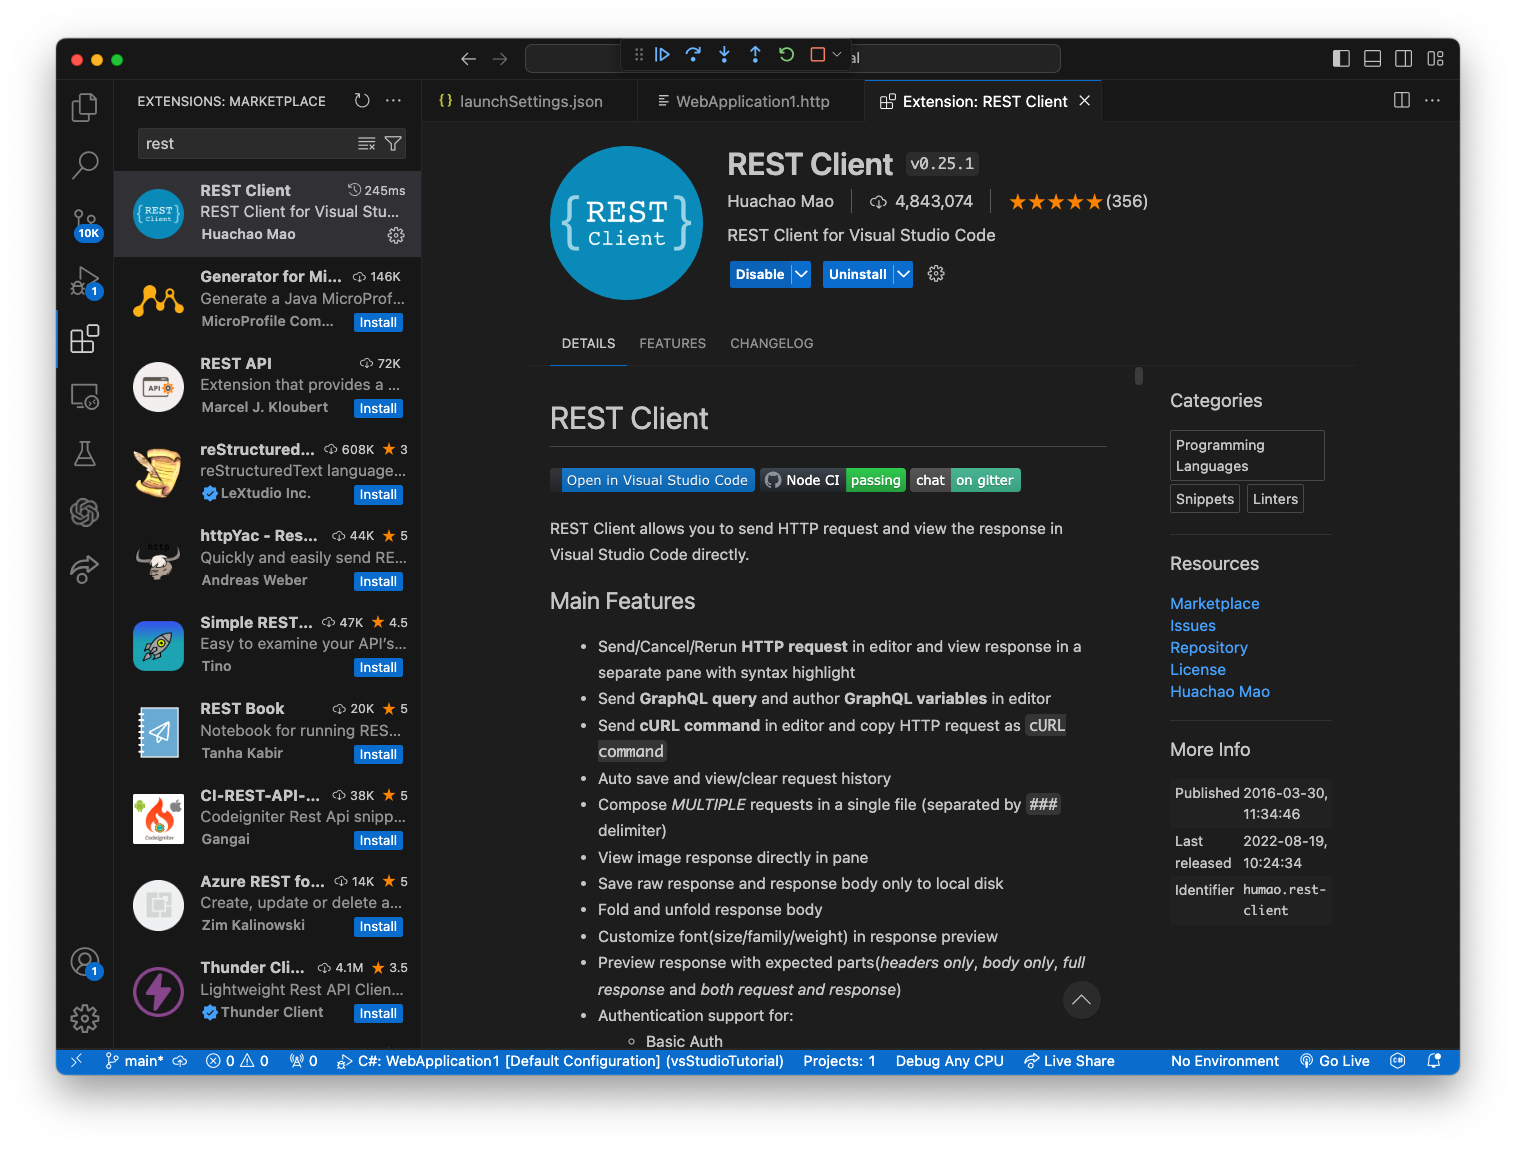 al
EXTENSIONS: MARKETPLACE
rest
{} launchSettings.json
WebApplication1.http
Extension: REST Client
REST Client 245ms
REST Client for Visual Stu...
Huachao Mao
Generator for Mi... 146K
Generate a Java MicroProf...
MicroProfile Com... Install
REST API 72K
Extension that provides a ...
Marcel J. Kloubert Install
reStructured... 608K ★ 3
reStructuredText language...
LeXtudio Inc. Install
httpYac - Res... 44K ★ 5
Quickly and easily send RE...
Andreas Weber Install
Simple REST... 47K ★ 4.5
Easy to examine your API's...
Tino Install
REST Book 20K ★ 5
Notebook for running RES...
Tanha Kabir Install
CI-REST-API-... 38K ★ 5
Codeigniter Rest Api snipp...
Gangai Install
Azure REST fo... 14K ★ 5
Create, update or delete a...
Zim Kalinowski Install
Thunder Cli... 4.1M ★ 3.5
Lightweight Rest API Clien...
Thunder Client Install
{REST}
Client
API
CodeIgniter
10K
1
1
{REST}
Client
REST Client v0.25.1
Huachao Mao 4,843,074 ★★★★★(356)
REST Client for Visual Studio Code
Disable Uninstall
DETAILS FEATURES CHANGELOG
REST Client
Open in Visual Studio Code Node CI passing chat on gitter
REST Client allows you to send HTTP request and view the response in
Visual Studio Code directly.
Main Features
• Send/Cancel/Rerun HTTP request in editor and view response in a
separate pane with syntax highlight
• Send GraphQL query and author GraphQL variables in editor
• Send cURL command in editor and copy HTTP request as cURL
command
• Auto save and view/clear request history
• Compose MULTIPLE requests in a single file (separated by ###
delimiter)
• View image response directly in pane
• Save raw response and response body only to local disk
• Fold and unfold response body
• Customize font(size/family/weight) in response preview
• Preview response with expected parts(headers only, body only, full
response and both request and response)
• Authentication support for:
◦ Basic Auth
Categories
Programming
Languages
Snippets Linters
Resources
Marketplace
Issues
Repository
License
Huachao Mao
More Info
Published 2016-03-30,
11:34:46
Last 2022-08-19,
released 10:24:34
Identifier humao.rest-
client
main* 0 0 0 C#: WebApplication1 [Default Configuration] (vsStudioTutorial) Projects: 1 Debug Any CPU Live Share No Environment Go Live